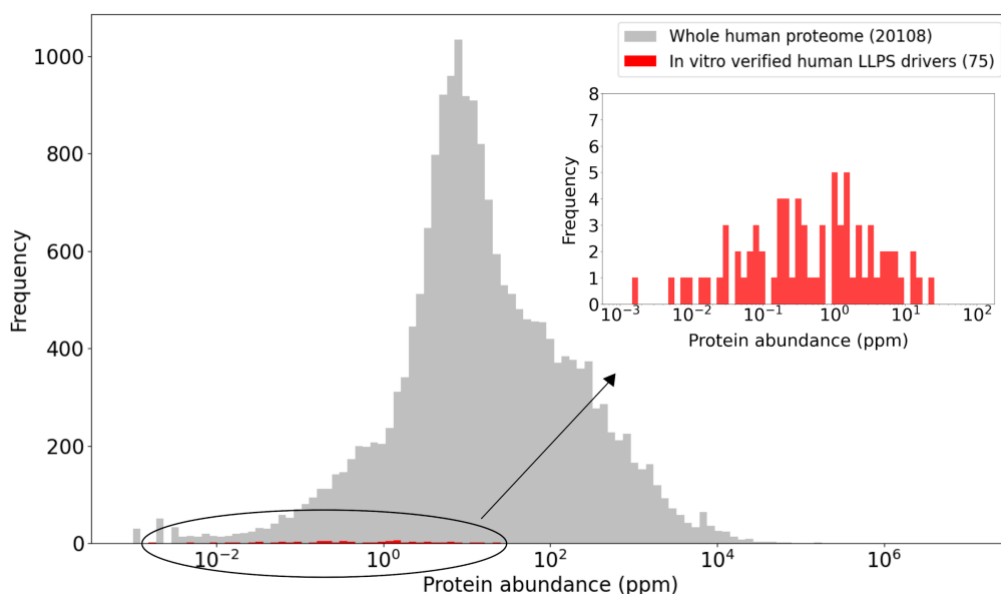 Whole human proteome (20108)
In vitro verified human LLPS drivers (75)
1000
800
600
400
200
0
Frequency
10⁻² 10⁰ 10² 10⁴ 10⁶
Protein abundance (ppm)
8
7
6
5
4
3
2
1
0
Frequency
10⁻³ 10⁻² 10⁻¹ 10⁰ 10¹ 10²
Protein abundance (ppm)